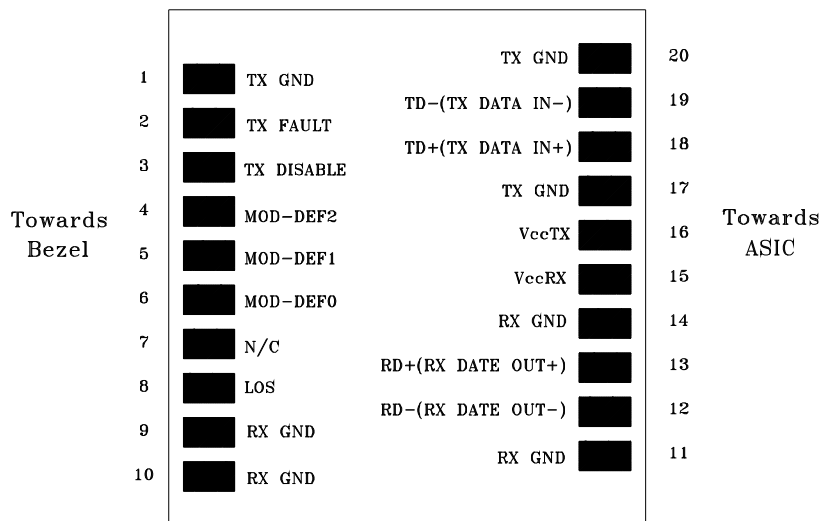 Towards
Bezel
1 TX GND
2 TX FAULT
3 TX DISABLE
4 MOD-DEF2
5 MOD-DEF1
6 MOD-DEF0
7 N/C
8 LOS
9 RX GND
10 RX GND
TX GND 20
TD-(TX DATA IN-) 19
TD+(TX DATA IN+) 18
TX GND 17
VccTX 16
VccRX 15
RX GND 14
RD+(RX DATE OUT+) 13
RD-(RX DATE OUT-) 12
RX GND 11
Towards
ASIC